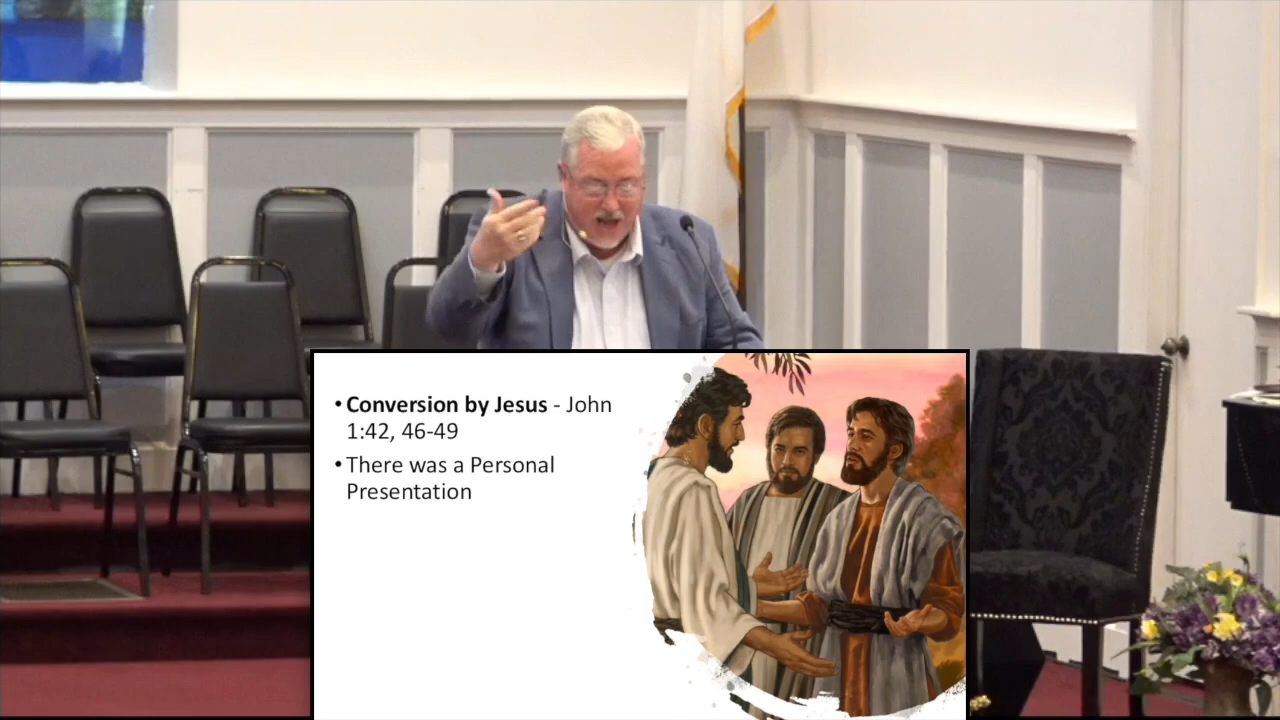 • Conversion by Jesus - John
1:42, 46-49
• There was a Personal
Presentation